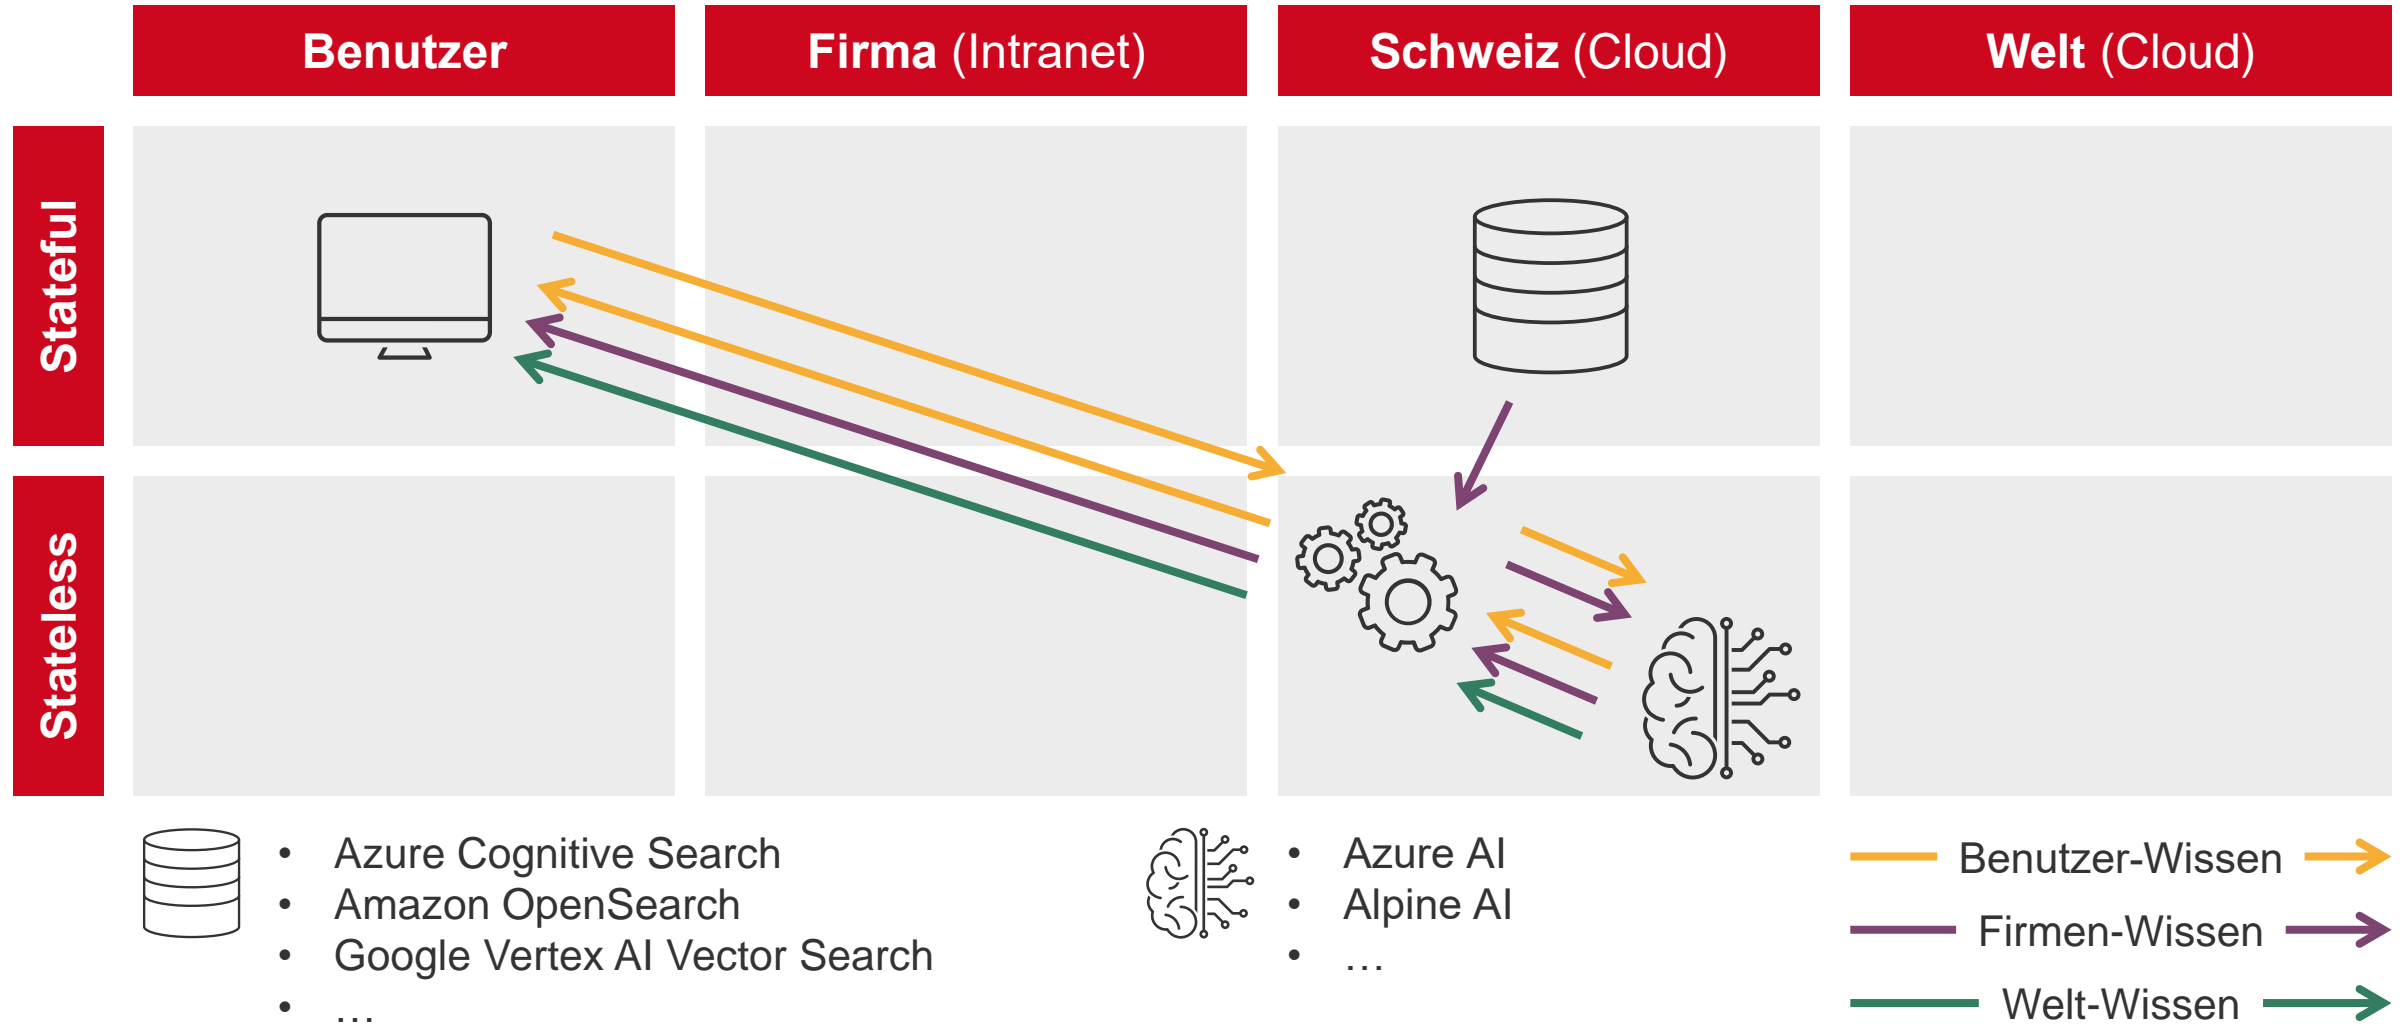 Benutzer
Firma (Intranet)
Schweiz (Cloud)
Welt (Cloud)
Stateful
Stateless
• Azure Cognitive Search
• Amazon OpenSearch
• Google Vertex AI Vector Search
• …
• Azure AI
• Alpine AI
• …
Benutzer-Wissen
Firmen-Wissen
Welt-Wissen